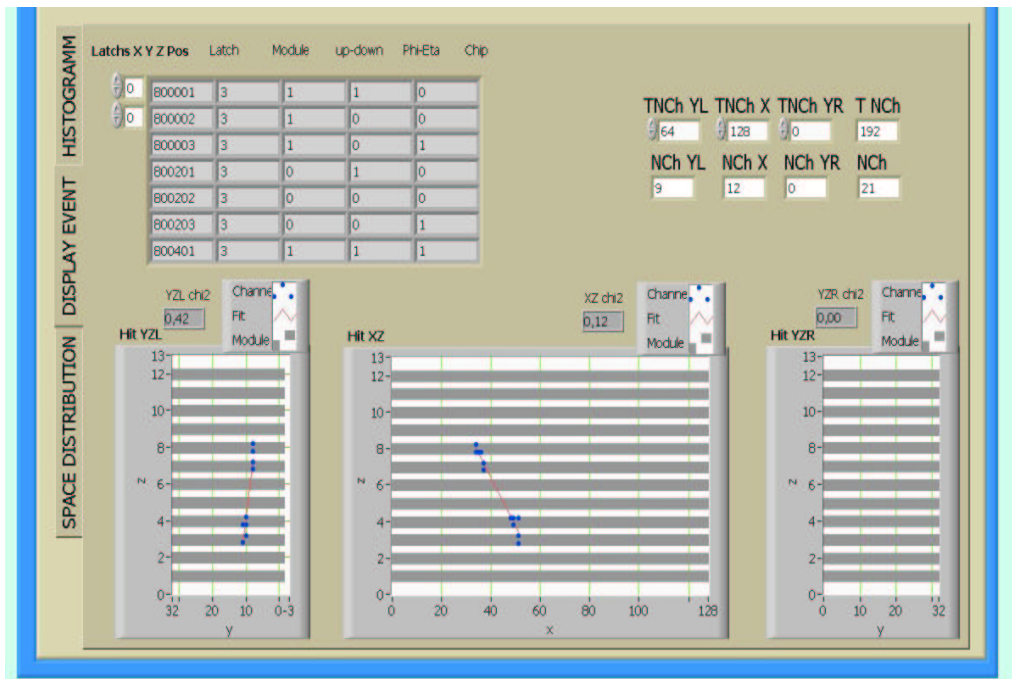 HISTOGRAMM
DISPLAY EVENT
SPACE DISTRIBUTION
Latchs X Y Z Pos Latch Module up-down Phi-Eta Chip
0 800001 3 1 1 0
0 800002 3 1 0 0
800003 3 1 0 1
800201 3 0 1 0
800202 3 0 0 0
800203 3 0 0 1
800401 3 1 1 1
TNCh YL TNCh X TNCh YR T NCh
64 128 0 192
NCh YL NCh X NCh YR NCh
9 12 0 21
YZL chi2
0,42
Channe
Fit
Module
Hit YZL
13
12
10
8
6
4
2
0
z
32 20 10 0-3
y
XZ chi2
0,12
Channe
Fit
Module
Hit XZ
13
12
10
8
6
4
2
0
z
0 20 40 60 80 100 128
x
YZR chi2
0,00
Channe
Fit
Module
Hit YZR
13
12
10
8
6
4
2
0
z
0 10 20 32
y